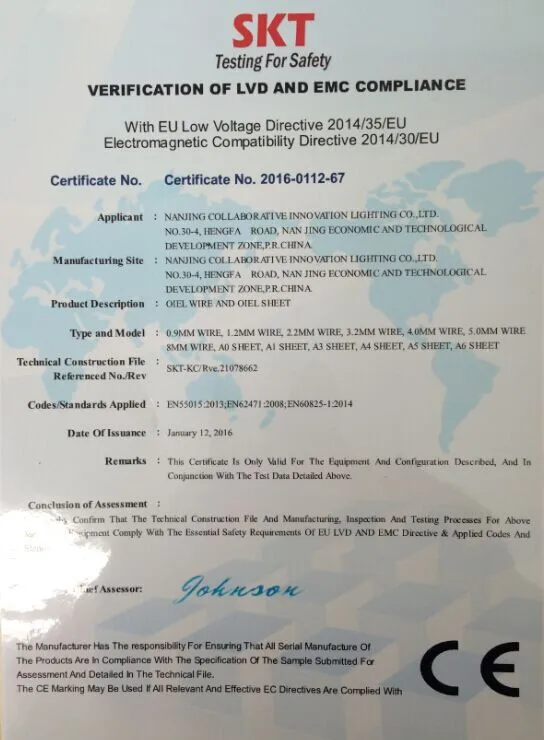 SKT
Testing For Safety
VERIFICATION OF LVD AND EMC COMPLIANCE
With EU Low Voltage Directive 2014/35/EU
Electromagnetic Compatibility Directive 2014/30/EU
Certificate No. Certificate No. 2016-0112-67
Applicant : NANJING COLLABORATIVE INNOVATION LIGHTING CO.,LTD.
NO.30-4, HENGFA ROAD, NAN JING ECONOMIC AND TECHNOLOGICAL
DEVELOPMENT ZONE,P.R.CHINA.
Manufacturing Site : NANJING COLLABORATIVE INNOVATION LIGHTING CO.,LTD.
NO.30-4, HENGFA ROAD, NAN JING ECONOMIC AND TECHNOLOGICAL
DEVELOPMENT ZONE,P.R.CHINA.
Product Description : OIEL WIRE AND OIEL SHEET
Type and Model : 0.9MM WIRE, 1.2MM WIRE, 2.2MM WIRE, 3.2MM WIRE, 4.0MM WIRE, 5.0MM WIRE
8MM WIRE, A0 SHEET, A1 SHEET, A3 SHEET, A4 SHEET, A5 SHEET, A6 SHEET
Technical Construction File
Referenced No./Rev : SKT-KC/Rve.21078662
Codes/Standards Applied : EN55015:2013;EN62471:2008;EN60825-1:2014
Date Of Issuance : January 12, 2016
Remarks : This Certificate Is Only Valid For The Equipment And Configuration Described, And In
Conjunction With The Test Data Detailed Above.
Conclusion of Assessment :
Confirm That The Technical Construction File And Manufacturing, Inspection And Testing Processes For Above
Equipment Comply With The Essential Safety Requirements Of EU LVD AND EMC Directive & Applied Codes And
Chief Assessor: Johnson
The Manufacturer Has The responsibility For Ensuring That All Serial Manufacture Of
The Products Are In Compliance With The Specification Of The Sample Submitted For
Assessment And Detailed In The Technical File.
The CE Marking May Be Used If All Relevant And Effective EC Directives Are Complied With
CE